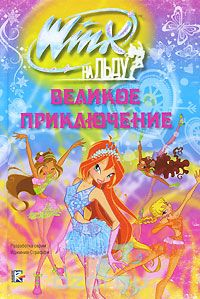 Winx
НА ЛЬДУ
ВЕЛИКОЕ
ПРИКЛЮЧЕНИЕ
Разработка серии
Иджинио Страффи